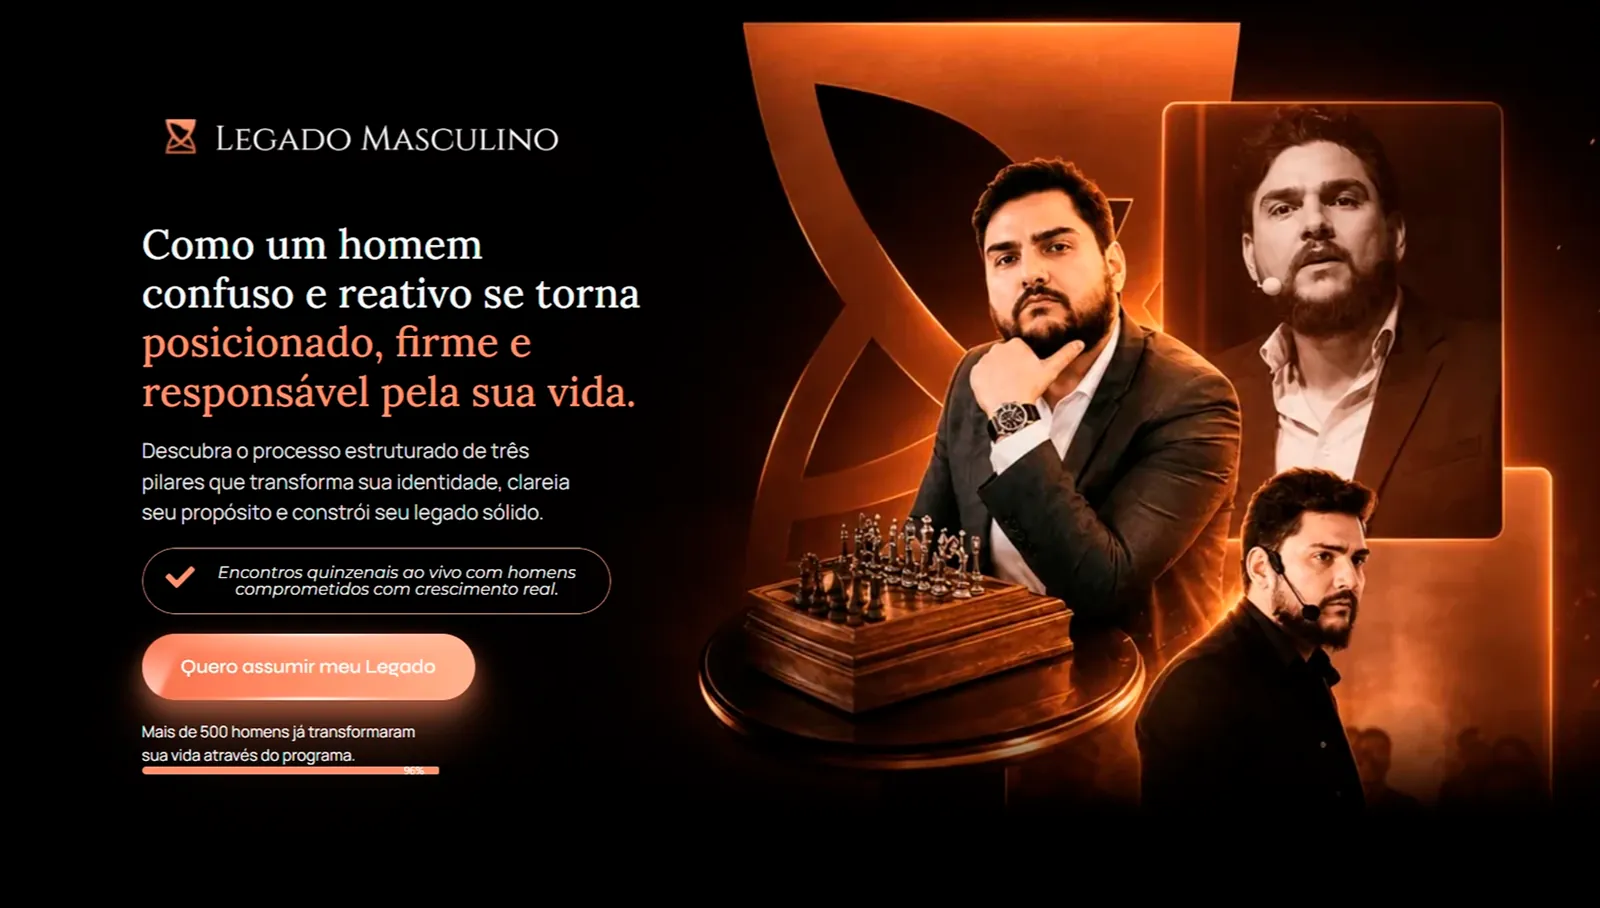 LEGADO MASCULINO
Como um homem
confuso e reativo se torna
posicionado, firme e
responsável pela sua vida.
Descubra o processo estruturado de três
pilares que transforma sua identidade, clareia
seu propósito e constrói seu legado sólido.
Encontros quinzenais ao vivo com homens
comprometidos com crescimento real.
Quero assumir meu Legado
Mais de 500 homens já transformaram
sua vida através do programa.
96%